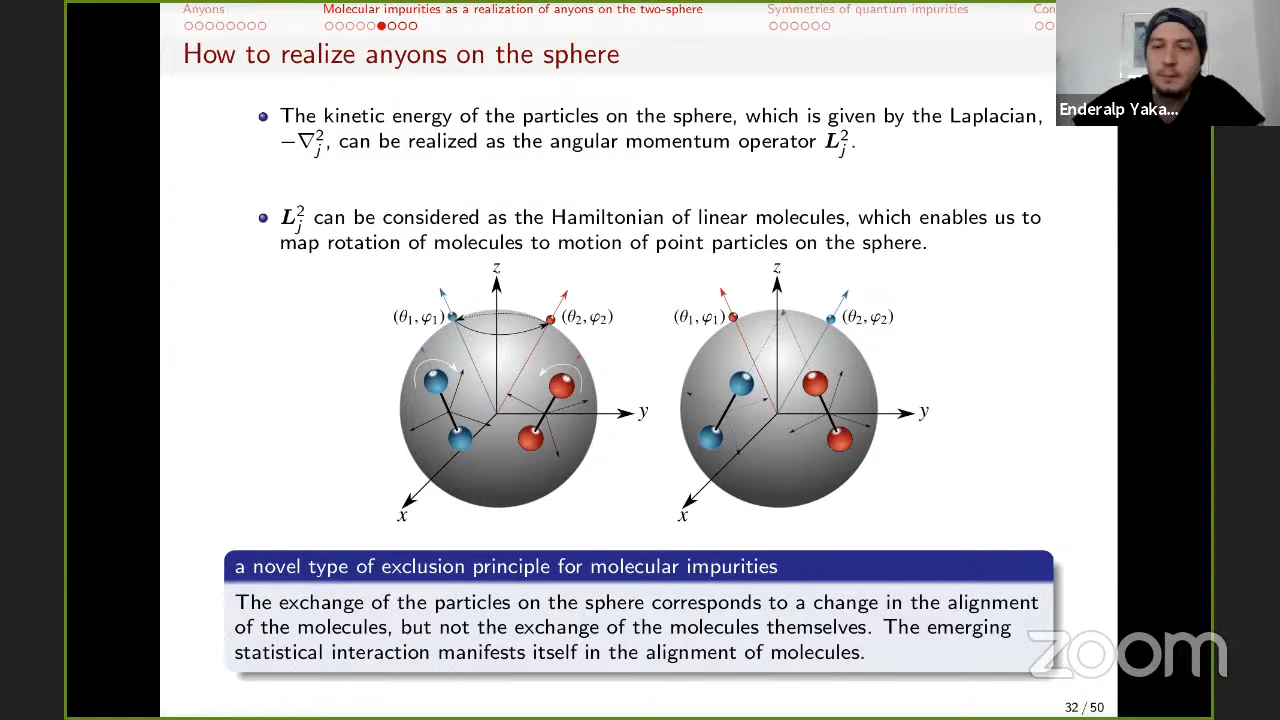 Anyons
Molecular impurities as a realization of anyons on the two-sphere
Symmetries of quantum impurities
Con
How to realize anyons on the sphere
Enderalp Yaka...
The kinetic energy of the particles on the sphere, which is given by the Laplacian,
−∇²ⱼ, can be realized as the angular momentum operator L²ⱼ.
L²ⱼ can be considered as the Hamiltonian of linear molecules, which enables us to
map rotation of molecules to motion of point particles on the sphere.
z
z
(θ₁, φ₁)
(θ₂, φ₂)
(θ₁, φ₁)
(θ₂, φ₂)
y
y
x
x
a novel type of exclusion principle for molecular impurities
The exchange of the particles on the sphere corresponds to a change in the alignment
of the molecules, but not the exchange of the molecules themselves. The emerging
statistical interaction manifests itself in the alignment of molecules.
zoom
32 / 50